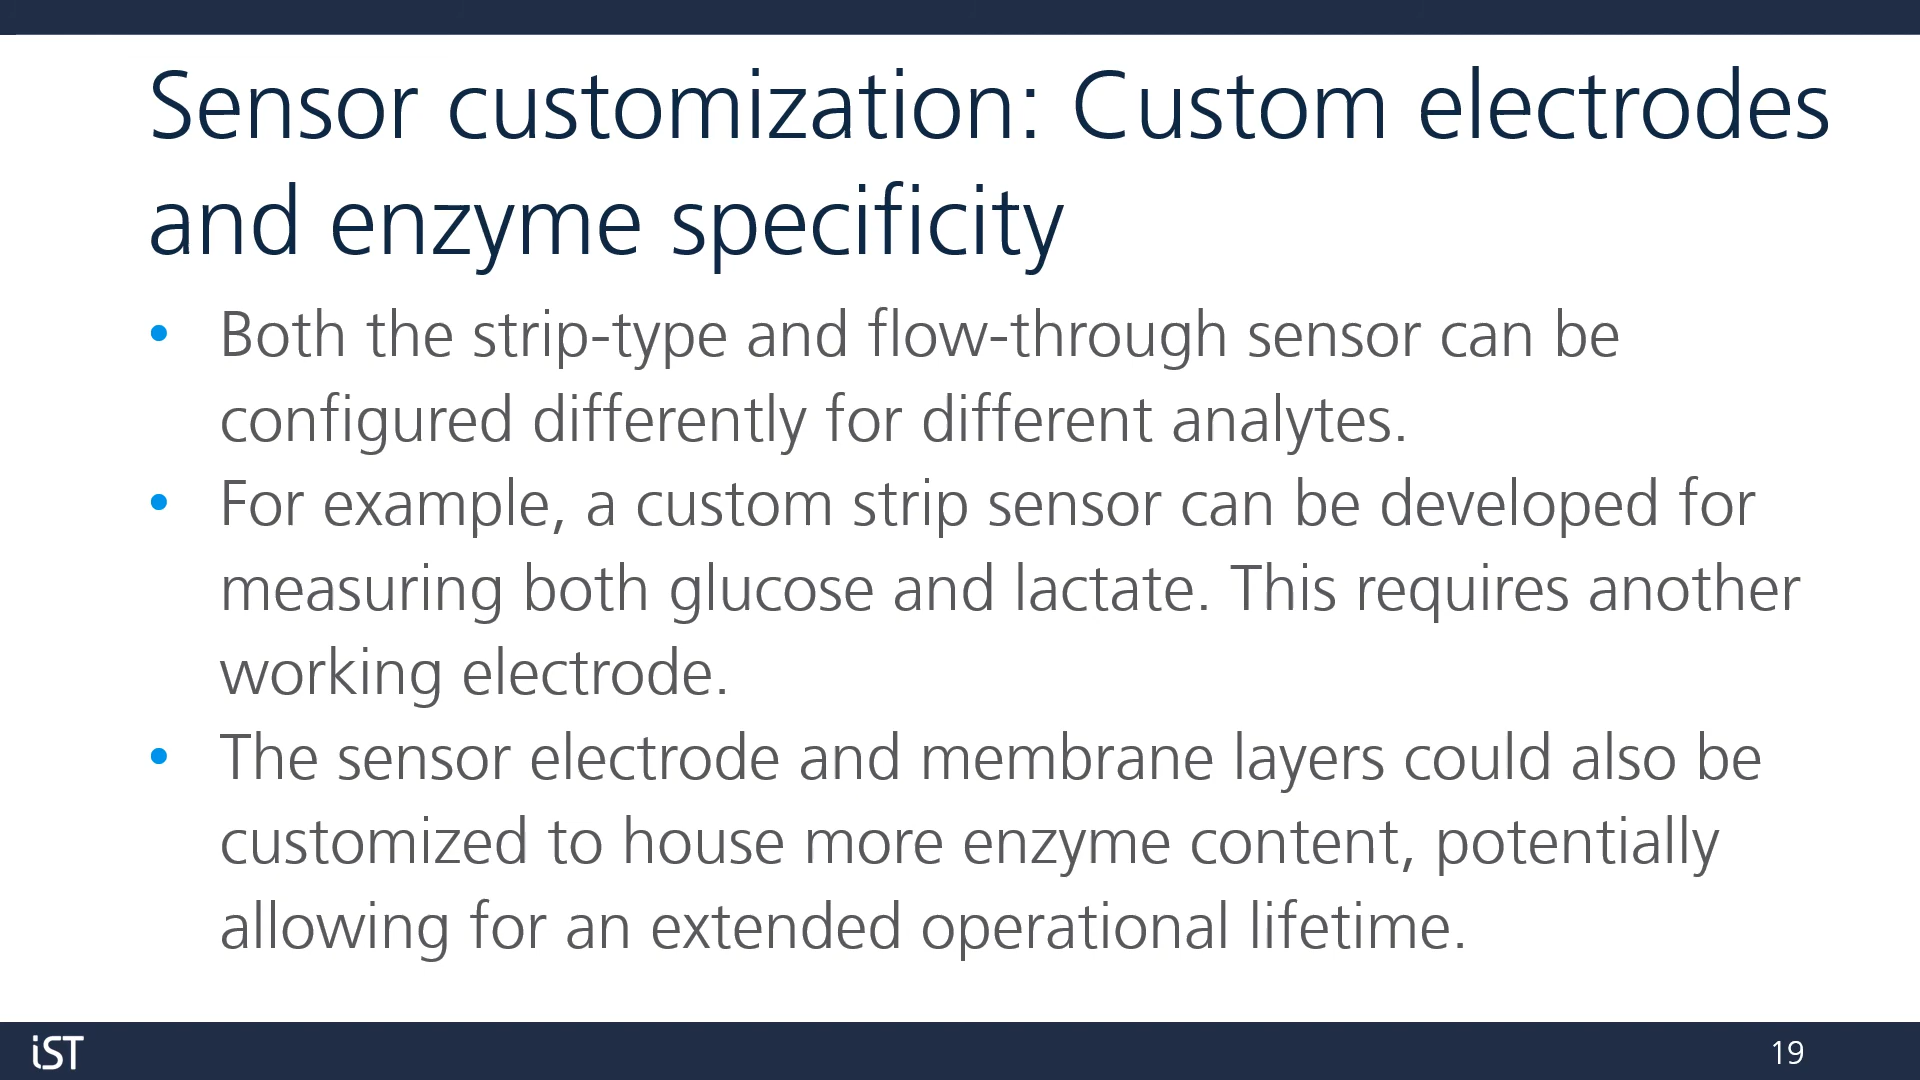 Sensor customization: Custom electrodes
and enzyme specificity
• Both the strip-type and flow-through sensor can be
configured differently for different analytes.
• For example, a custom strip sensor can be developed for
measuring both glucose and lactate. This requires another
working electrode.
• The sensor electrode and membrane layers could also be
customized to house more enzyme content, potentially
allowing for an extended operational lifetime.
iST
19